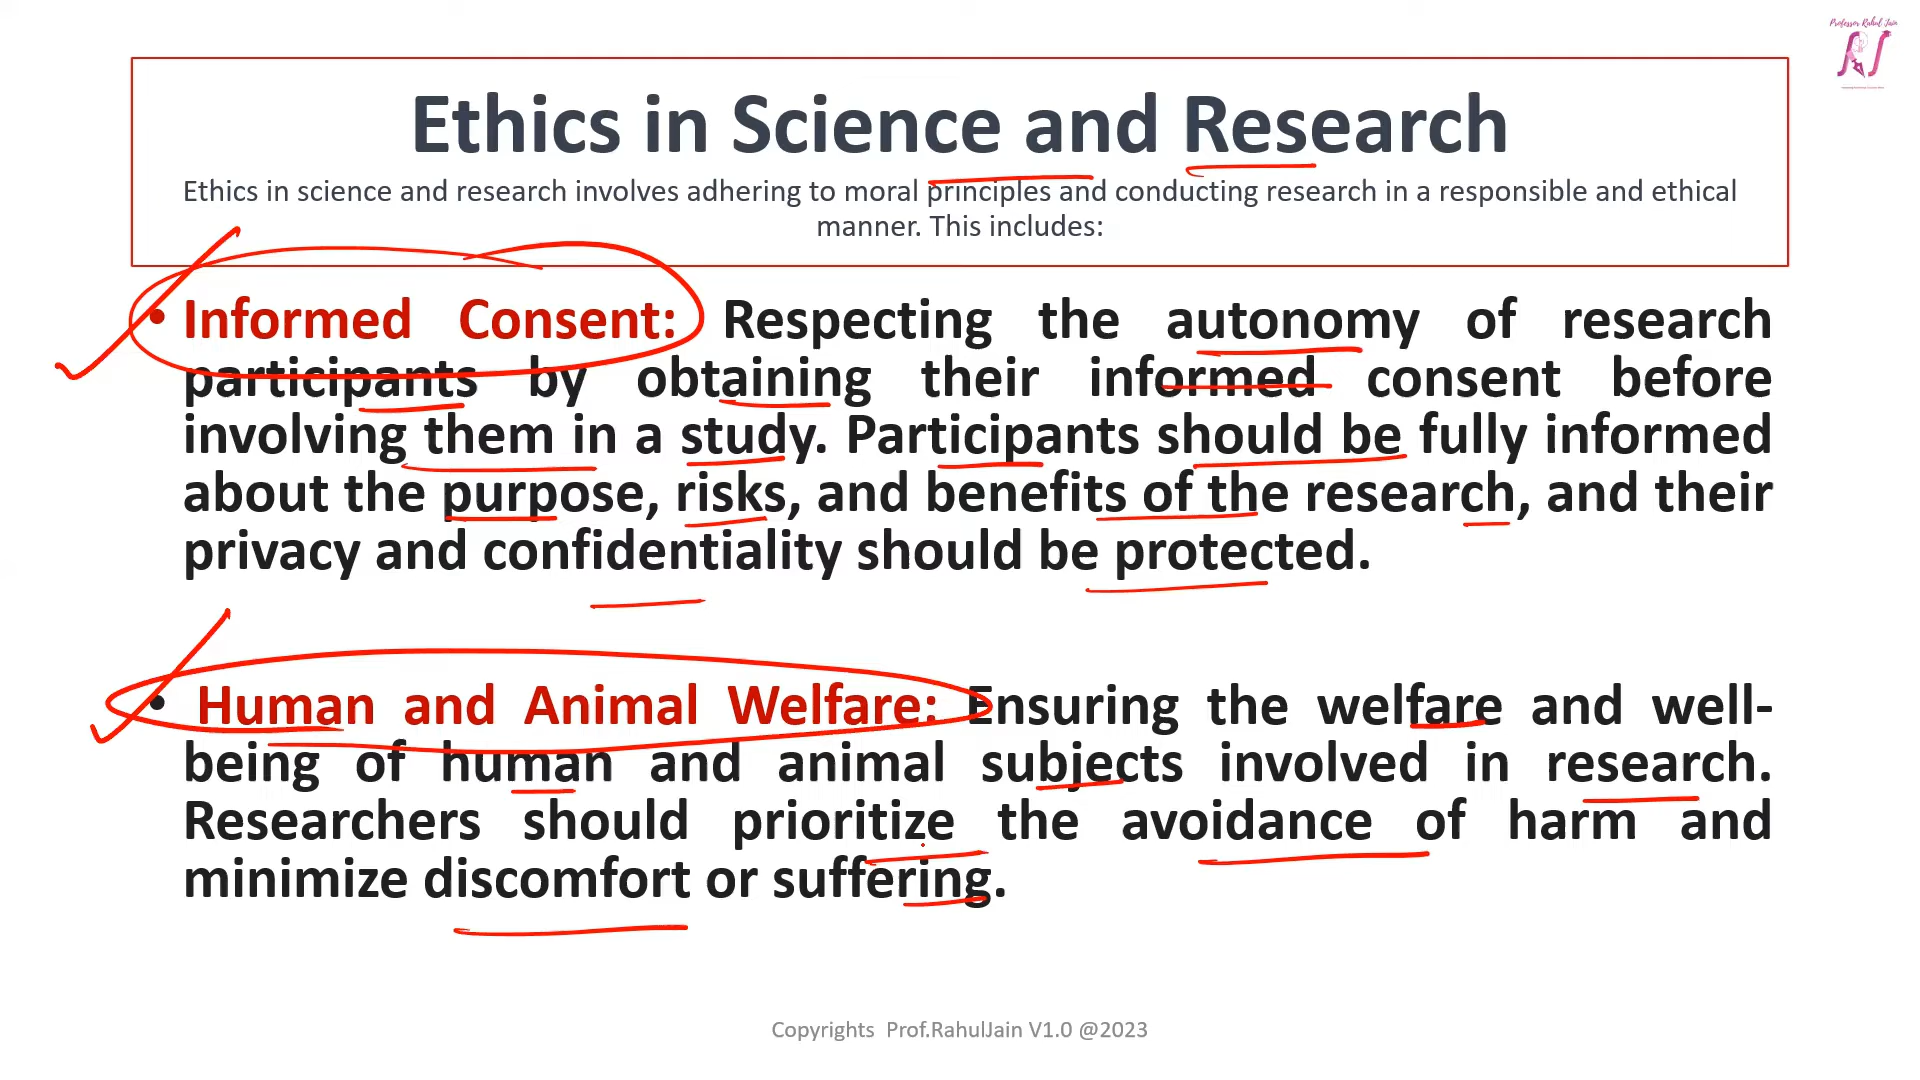 Professor Rahul Jain
Ethics in Science and Research
Ethics in science and research involves adhering to moral principles and conducting research in a responsible and ethical
manner. This includes:
• Informed Consent: Respecting the autonomy of research
participants by obtaining their informed consent before
involving them in a study. Participants should be fully informed
about the purpose, risks, and benefits of the research, and their
privacy and confidentiality should be protected.
• Human and Animal Welfare: Ensuring the welfare and well-
being of human and animal subjects involved in research.
Researchers should prioritize the avoidance of harm and
minimize discomfort or suffering.
Copyrights Prof.RahulJain V1.0 @2023